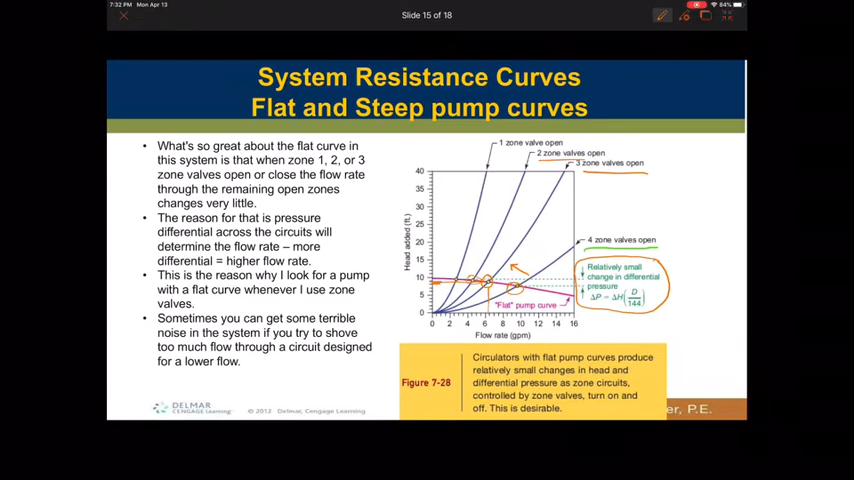 7:32 PM Mon Apr 13
84%
Slide 15 of 18
System Resistance Curves
Flat and Steep pump curves
• What's so great about the flat curve in
this system is that when zone 1, 2, or 3
zone valves open or close the flow rate
through the remaining open zones
changes very little.
• The reason for that is pressure
differential across the circuits will
determine the flow rate – more
differential = higher flow rate.
• This is the reason why I look for a pump
with a flat curve whenever I use zone
valves.
• Sometimes you can get some terrible
noise in the system if you try to shove
too much flow through a circuit designed
for a lower flow.
1 zone valve open
2 zone valves open
3 zone valves open
4 zone valves open
Head added (ft.)
40
35
30
25
20
15
10
5
0
0 2 4 6 8 10 12 14 16
Flow rate (gpm)
"Flat" pump curve
Relatively small
change in differential
pressure
ΔP = ΔH(D/144)
Figure 7-28
Circulators with flat pump curves produce
relatively small changes in head and
differential pressure as zone circuits,
controlled by zone valves, turn on and
off. This is desirable.
DELMAR
CENGAGE Learning
© 2012 Delmar, Cengage Learning
er, P.E.